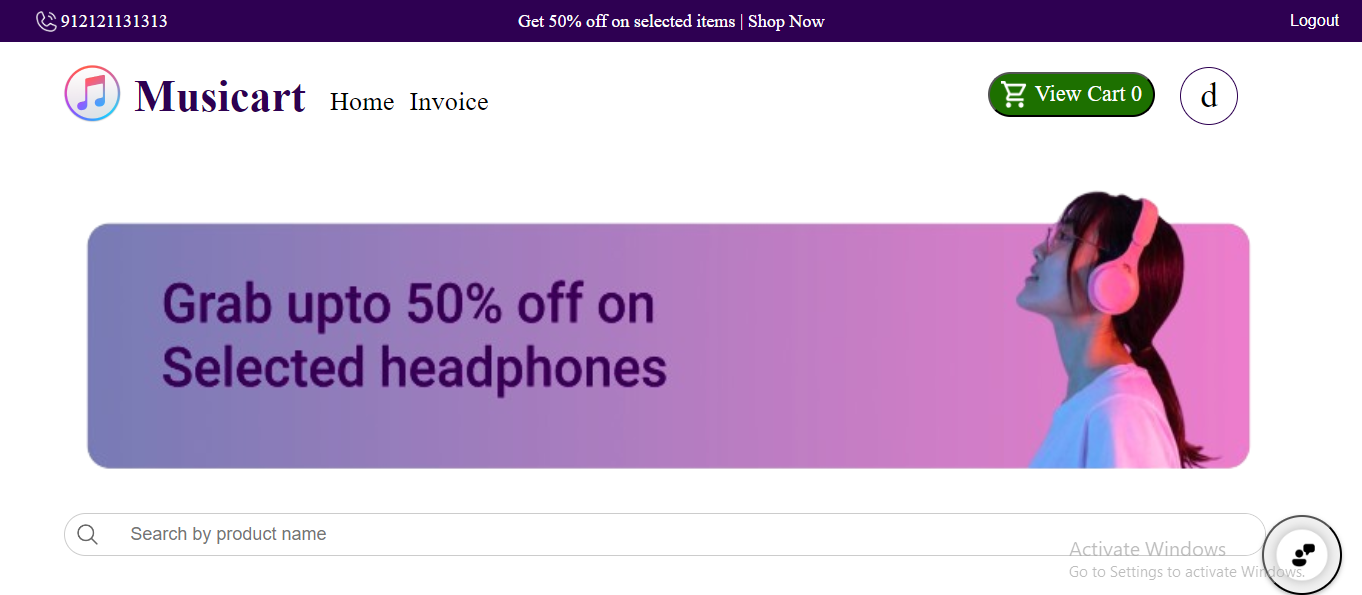 912121131313
Get 50% off on selected items | Shop Now
Logout
Musicart
Home
Invoice
View Cart 0
d
Grab upto 50% off on
Selected headphones
Search by product name
Activate Windows
Go to Settings to activate Windows.